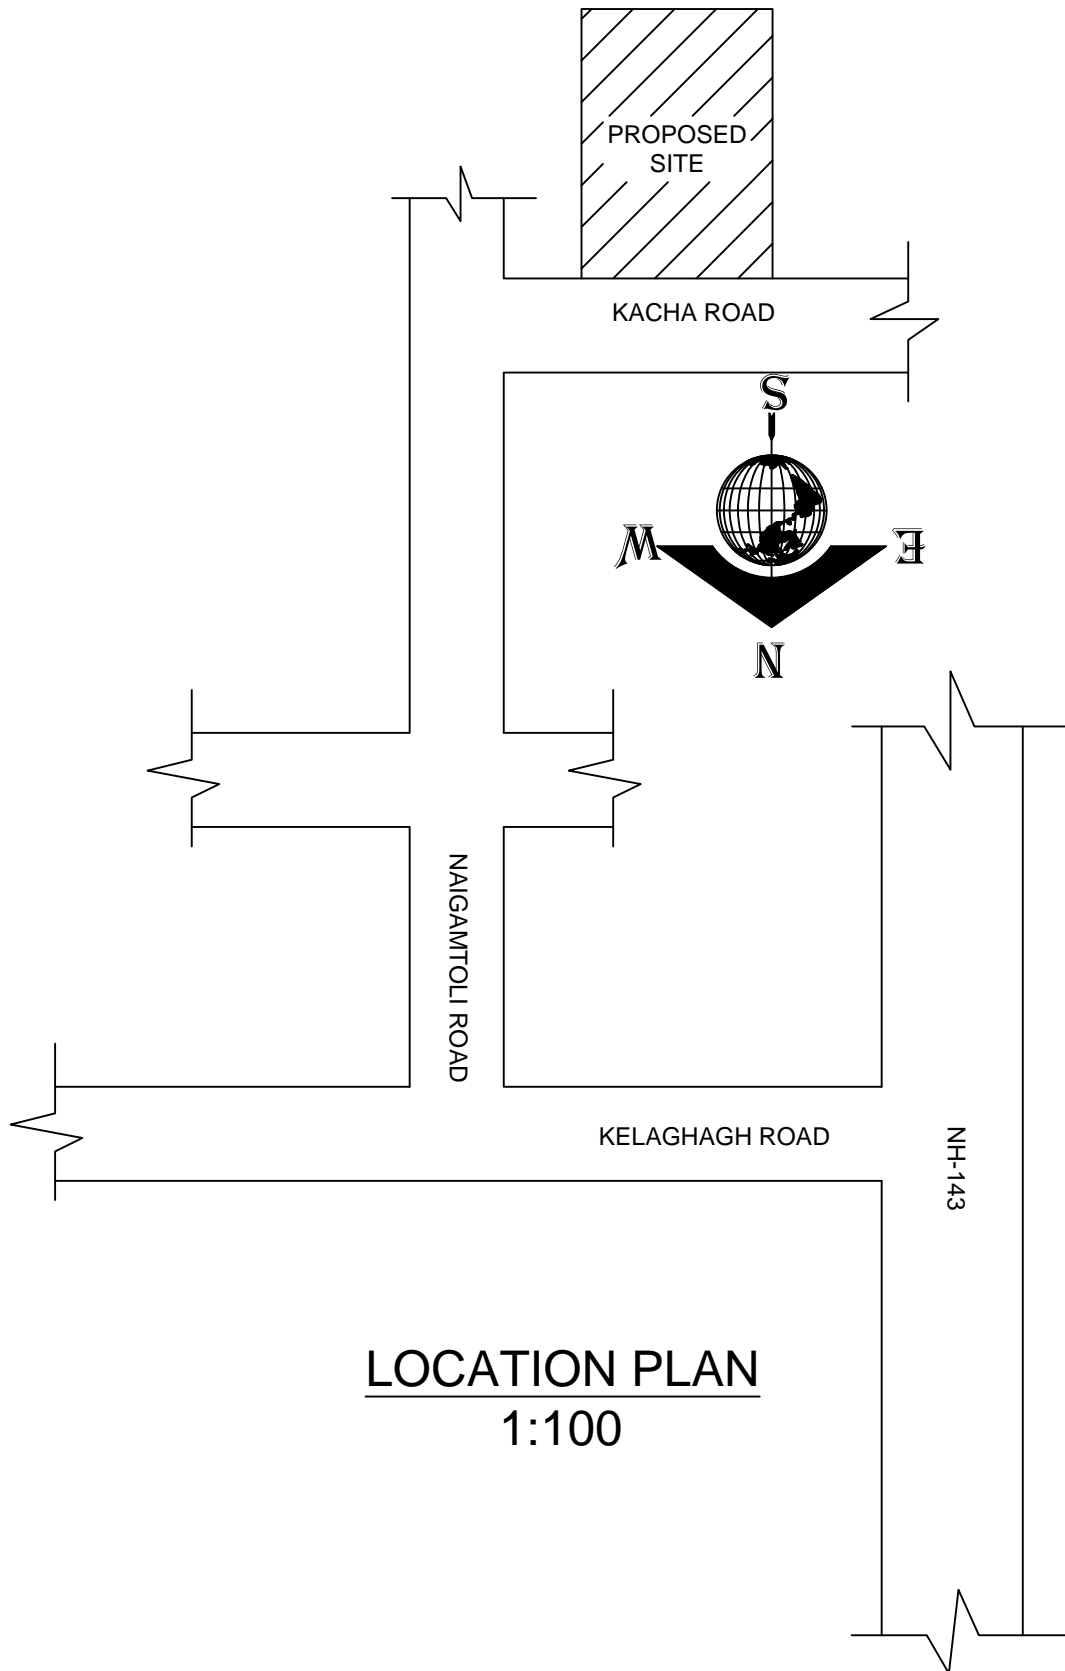 PROPOSED
SITE
KACHA ROAD
S
W
E
N
NAIGAMTOLI ROAD
KELAGHAGH ROAD
NH-143
LOCATION PLAN
1:100